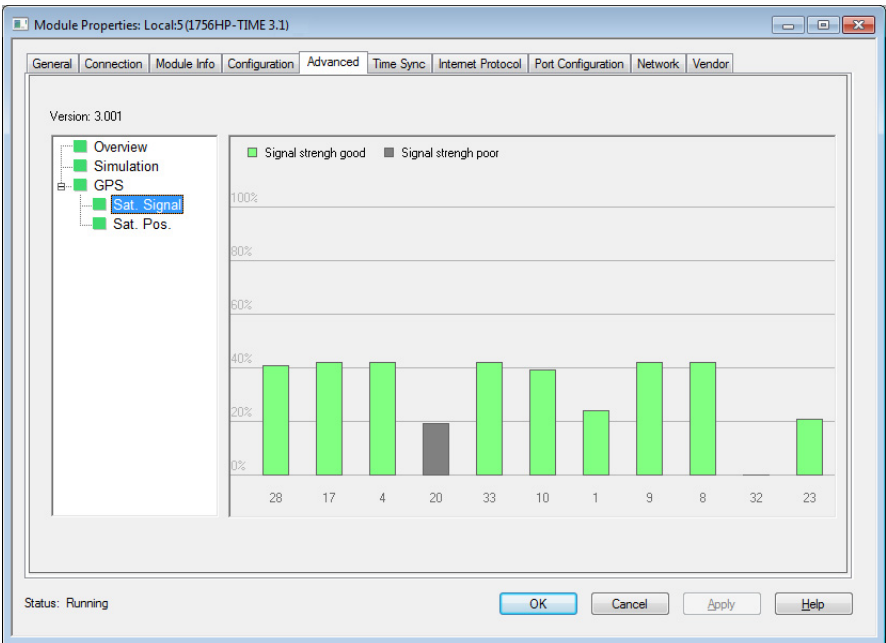 Module Properties: Local:5 (1756HP-TIME 3.1)
General Connection Module Info Configuration Advanced Time Sync Internet Protocol Port Configuration Network Vendor
Version: 3.001
Overview
Simulation
GPS
Sat. Signal
Sat. Pos.
Signal strengh good Signal strengh poor
100%
80%
60%
40%
20%
0%
28 17 4 20 33 10 1 9 8 32 23
Status: Running
OK Cancel Apply Help